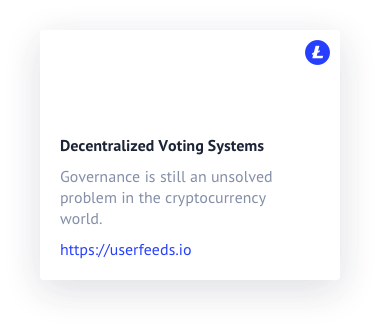 Decentralized Voting Systems
Governance is still an unsolved
problem in the cryptocurrency
world.
https://userfeeds.io